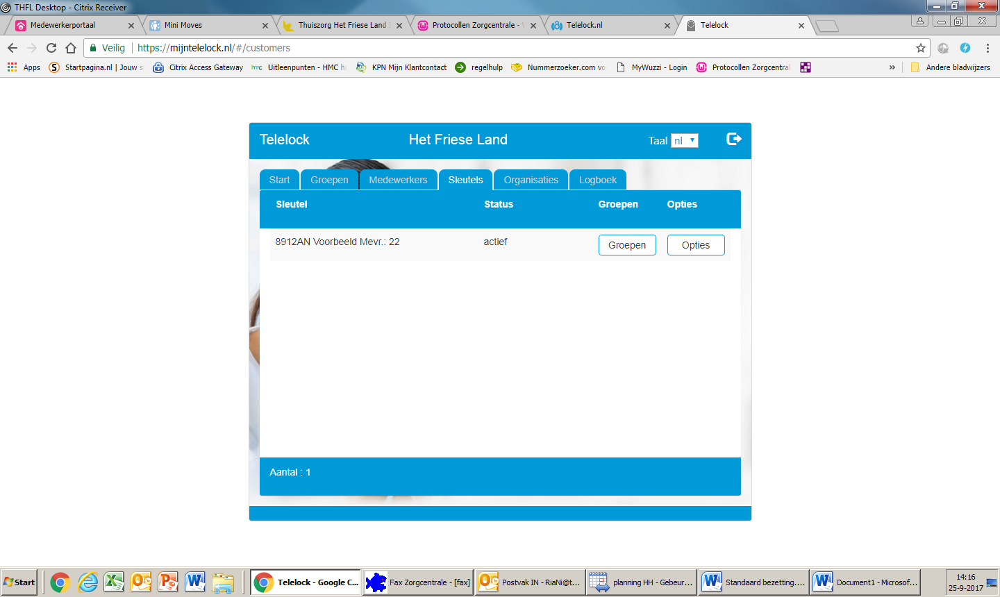 THFL Desktop - Citrix Receiver
Medewerkerportaal
Mini Moves
Thuiszorg Het Friese Land
Protocollen Zorgcentrale -
Telelock.nl
Telelock
Veilig
https://mijntelelock.nl/#/customers
Apps
Startpagina.nl | Jouw
Citrix Access Gateway
hmc Uitleenpunten - HMC
KPN Mijn Klantcontact
regelhulp
Nummerzoeker.com
MyWuzzi - Login
Protocollen Zorgcentra
»
Andere bladwijzers
Telelock
Het Friese Land
Taal nl
Start
Groepen
Medewerkers
Sleutels
Organisaties
Logboek
Sleutel
Status
Groepen
Opties
8912AN Voorbeeld Mevr.: 22
actief
Groepen
Opties
Aantal : 1
Start
Telelock - Google C...
Fax Zorgcentrale - [fax]
Postvak IN - RiaNi@t...
planning HH - Gebeur...
Standaard bezetting....
Document1 - Microsof...
14:16
25-9-2017